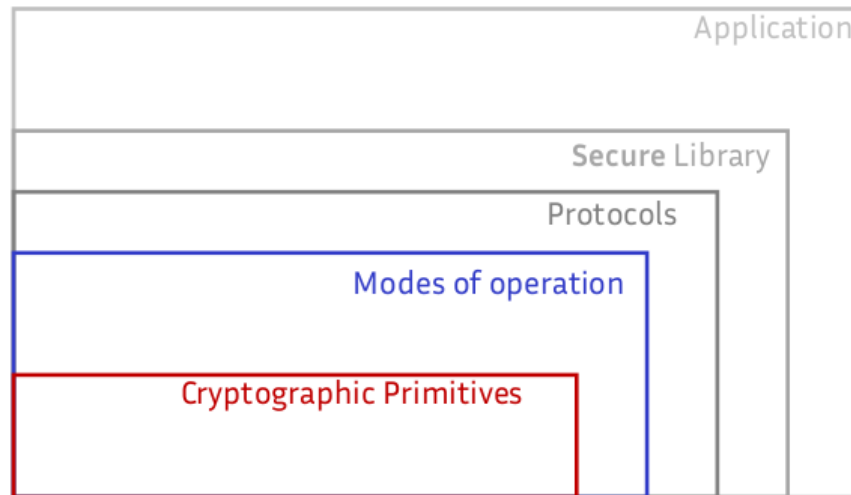 Application
Secure Library
Protocols
Modes of operation
Cryptographic Primitives